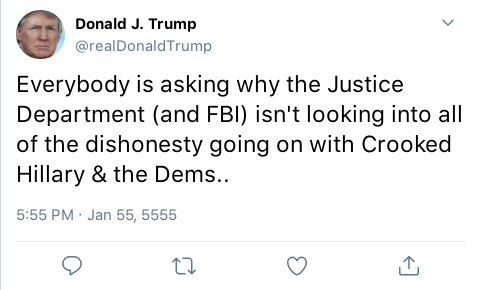 Donald J. Trump
@realDonaldTrump
Everybody is asking why the Justice
Department (and FBI) isn't looking into all
of the dishonesty going on with Crooked
Hillary & the Dems..
5:55 PM · Jan 55, 5555